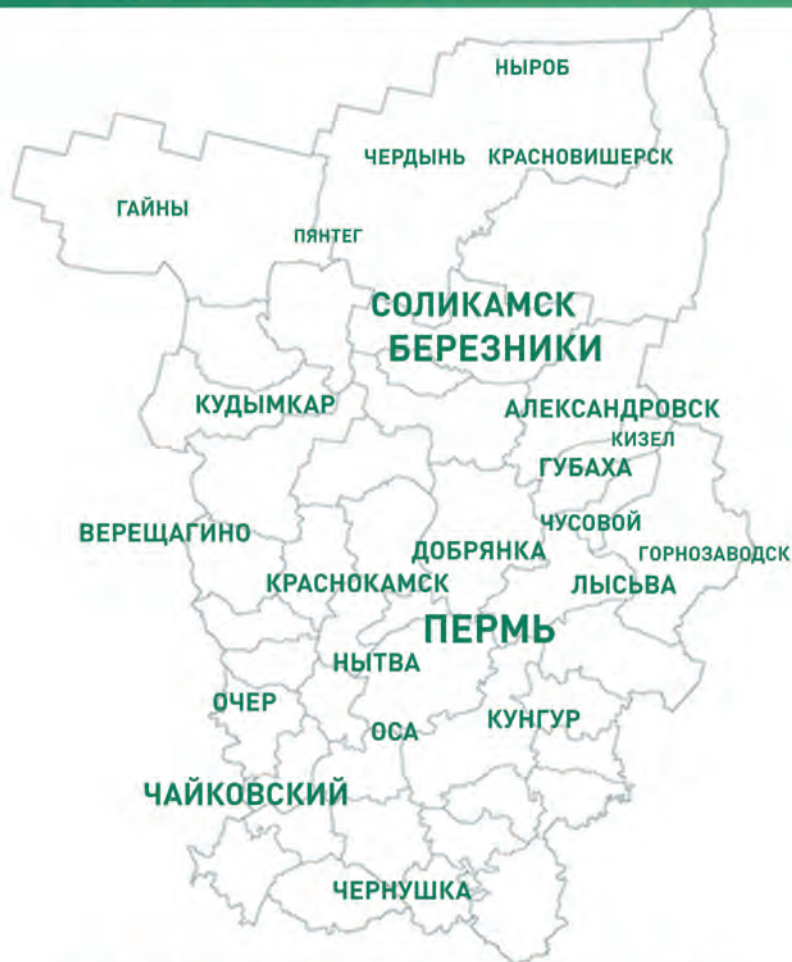 НЫРОБ
ЧЕРДЫНЬ КРАСНОВИШЕРСК
ГАЙНЫ
ПЯНТЕГ
СОЛИКАМСК
БЕРЕЗНИКИ
КУДЫМКАР
АЛЕКСАНДРОВСК
КИЗЕЛ
ГУБАХА
ЧУСОВОЙ
ВЕРЕЩАГИНО
ДОБРЯНКА
ГОРНОЗАВОДСК
КРАСНОКАМСК
ЛЫСЬВА
ПЕРМЬ
НЫТВА
ОЧЕР
КУНГУР
ОСА
ЧАЙКОВСКИЙ
ЧЕРНУШКА